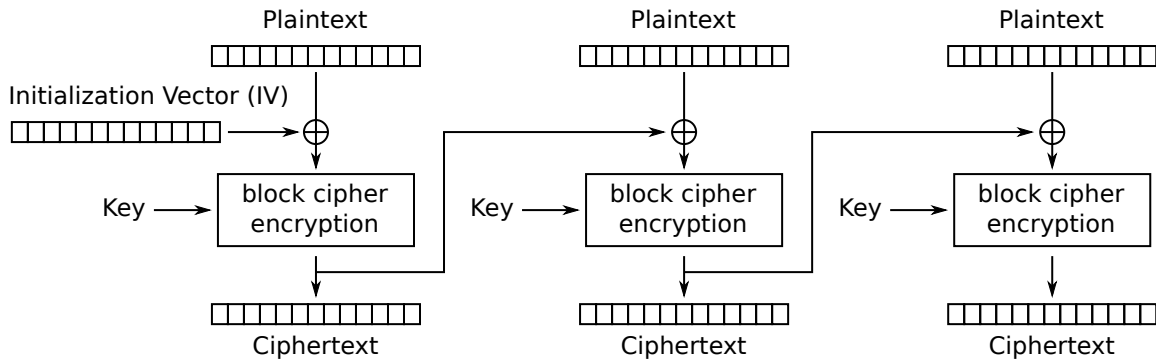 Plaintext
Plaintext
Plaintext
Initialization Vector (IV)
Key
block cipher
encryption
Key
block cipher
encryption
Key
block cipher
encryption
Ciphertext
Ciphertext
Ciphertext